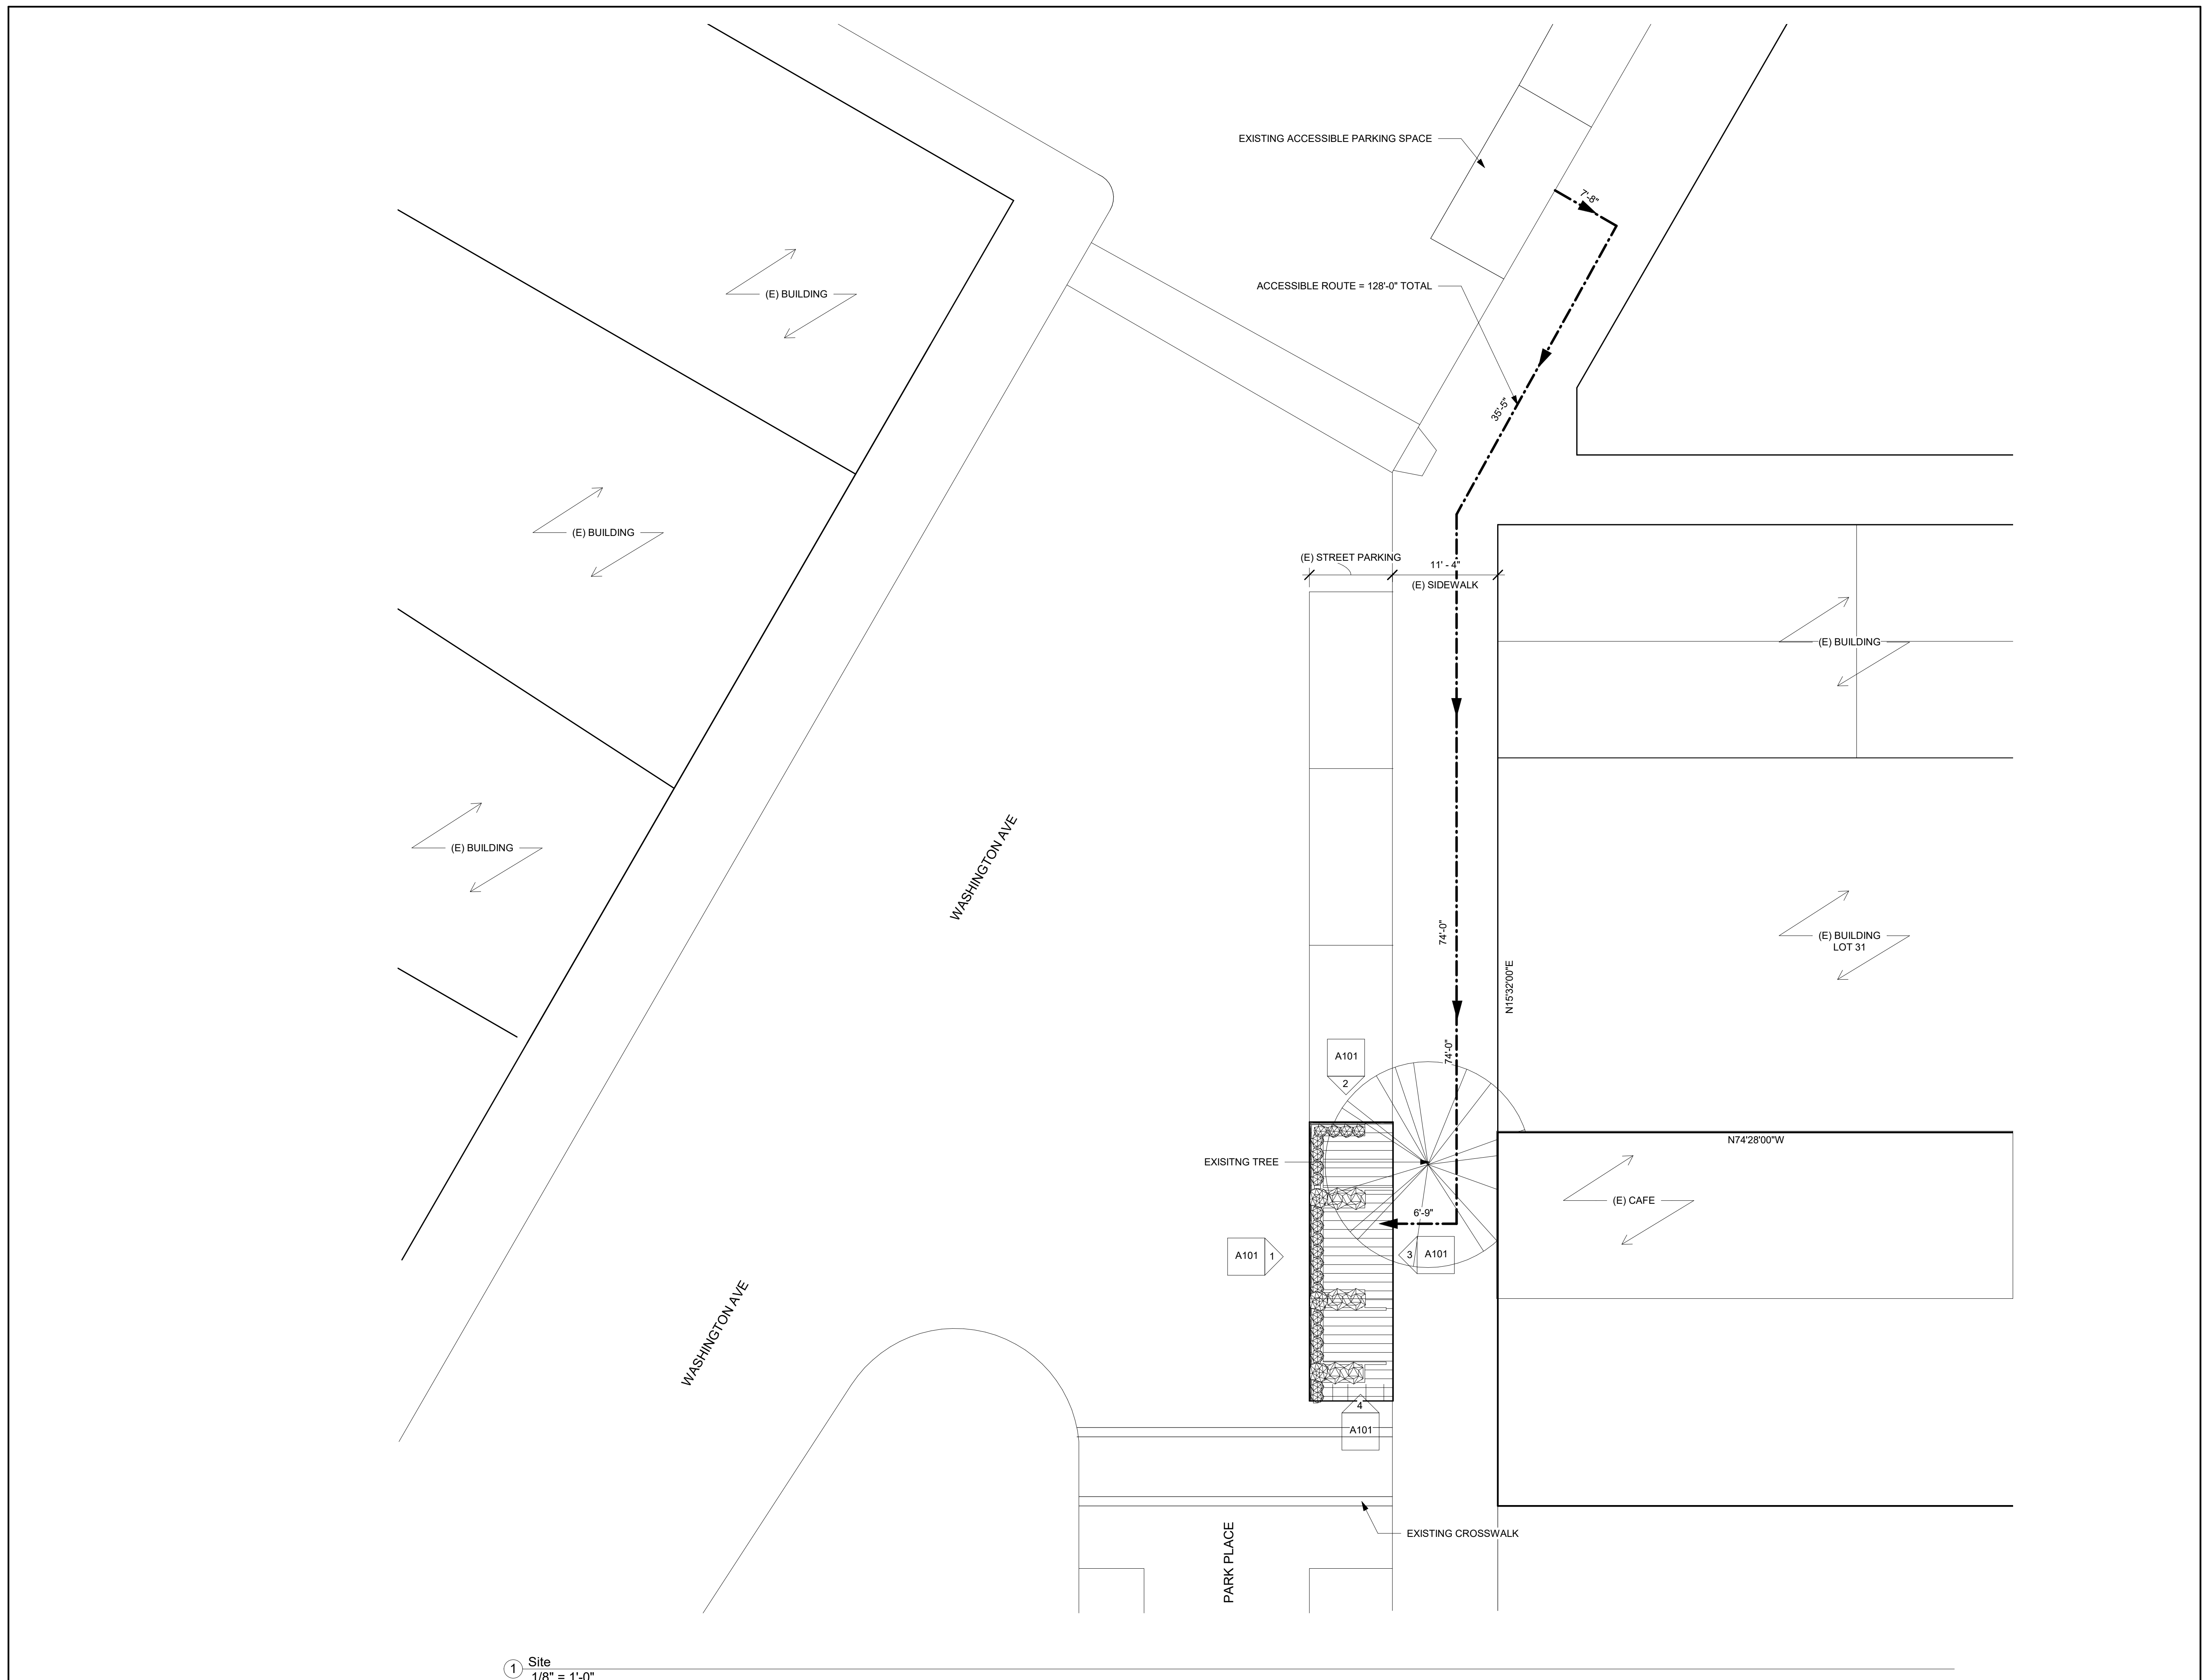 EXISTING ACCESSIBLE PARKING SPACE
7'-8"
ACCESSIBLE ROUTE = 128'-0" TOTAL
(E) BUILDING
35'-5"
(E) BUILDING
(E) STREET PARKING
11' - 4"
(E) SIDEWALK
(E) BUILDING
(E) BUILDING
WASHINGTON AVE
74'-0"
(E) BUILDING
LOT 31
N15'32'00"E
74'-0"
A101
2
N74'28'00"W
EXISITNG TREE
(E) CAFE
6'-9"
A101
1
3
A101
WASHINGTON AVE
4
A101
EXISTING CROSSWALK
PARK PLACE
1
Site
1/8" = 1'-0"